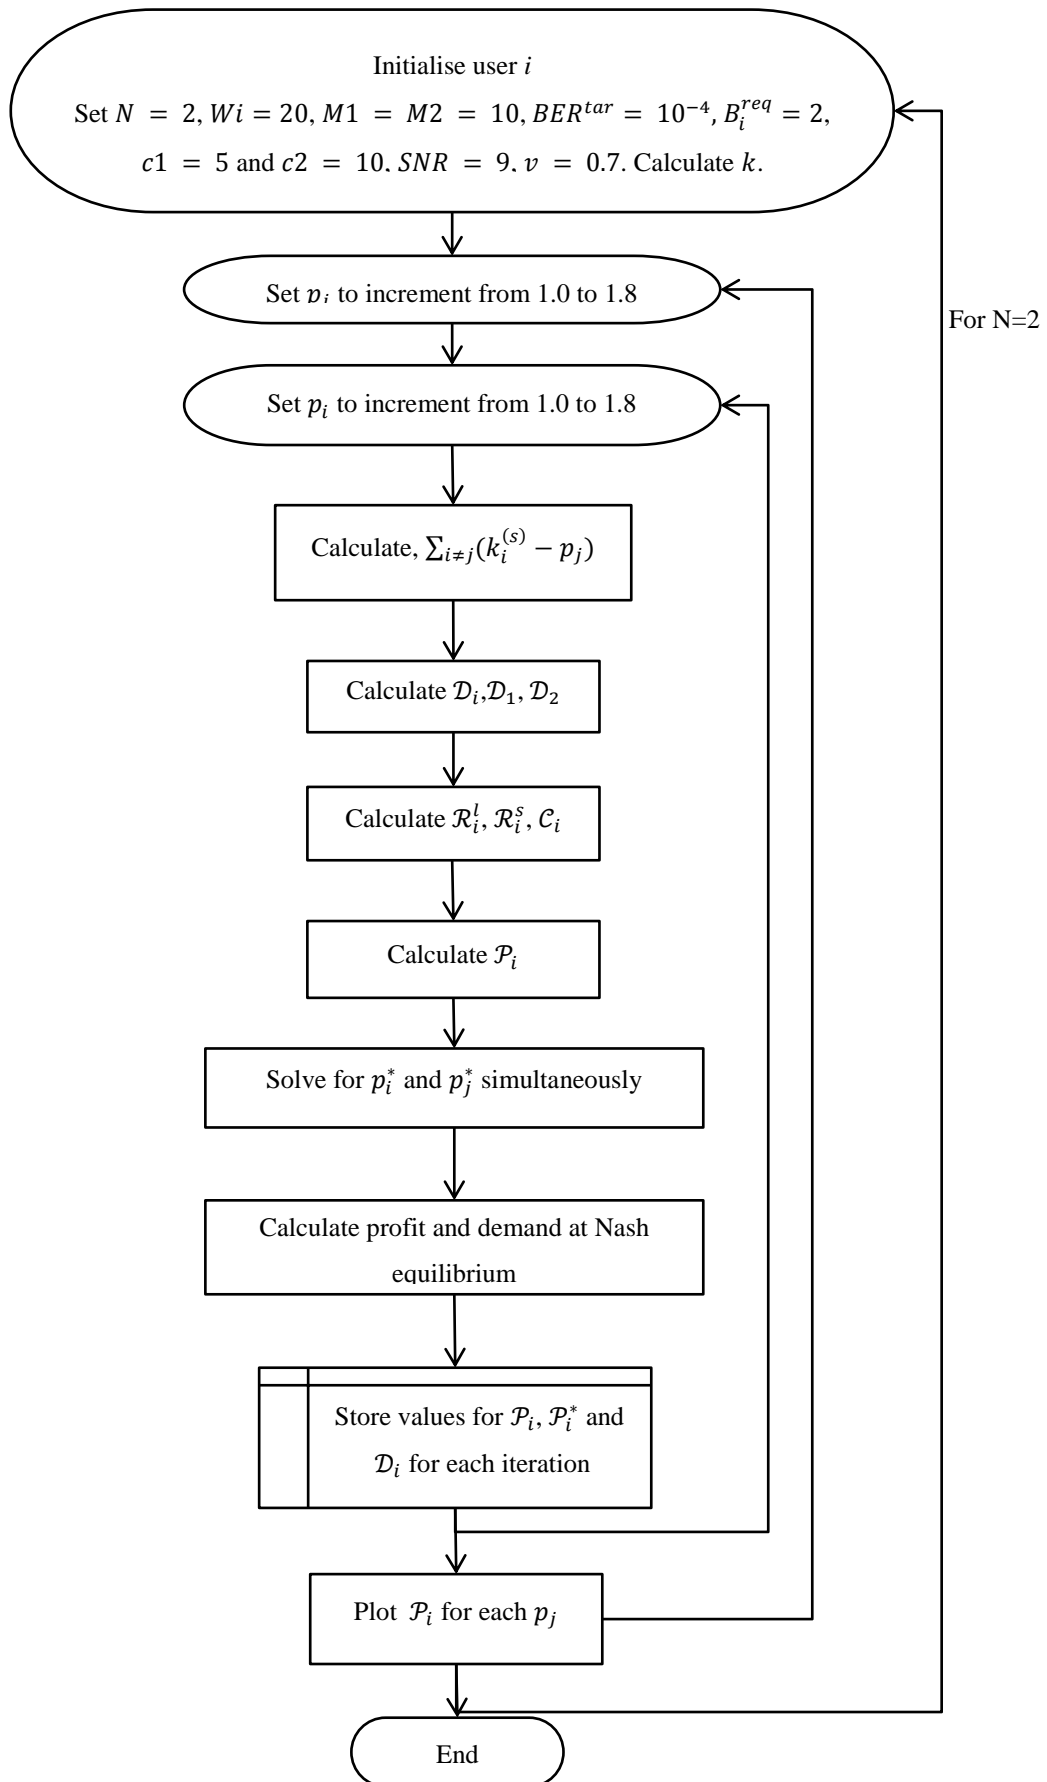 Initialise user i
Set N = 2, Wi = 20, M1 = M2 = 10, BER^{tar} = 10^{-4}, B_i^{req} = 2,
c1 = 5 and c2 = 10, SNR = 9, v = 0.7. Calculate k.
Set p_j to increment from 1.0 to 1.8
For N=2
Set p_i to increment from 1.0 to 1.8
Calculate, ∑_{i≠j}(k_i^{(s)} − p_j)
Calculate 𝒟_i,𝒟_1, 𝒟_2
Calculate ℛ_i^l, ℛ_i^s, 𝒞_i
Calculate 𝒫_i
Solve for p_i^* and p_j^* simultaneously
Calculate profit and demand at Nash
equilibrium
Store values for 𝒫_i, 𝒫_i^* and
𝒟_i for each iteration
Plot 𝒫_i for each p_j
End